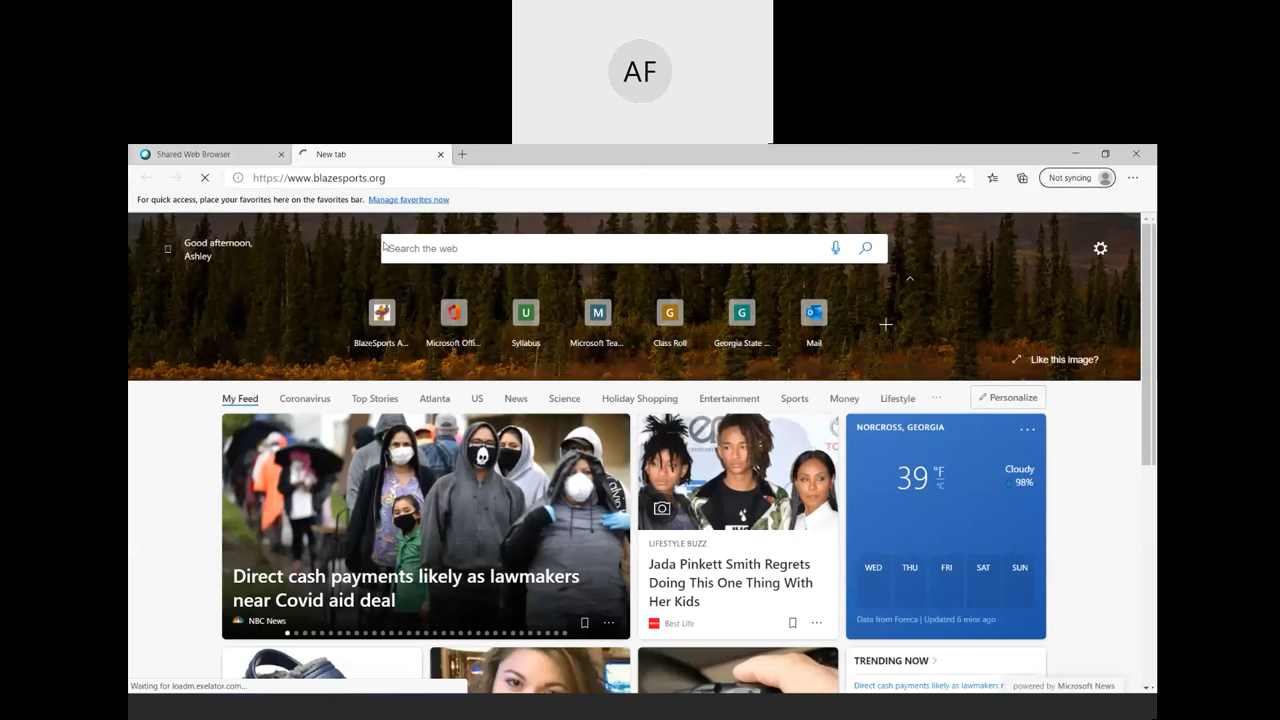 AF
Shared Web Browser
New tab
https://www.blazesports.org
Not syncing
For quick access, place your favorites here on the favorites bar. Manage favorites now
Good afternoon,
Ashley
Search the web
BlazeSports A...
Microsoft Offi...
U
Syllabus
M
Microsoft Tea...
G
Class Roll
G
Georgia State ...
Mail
Like this image?
My Feed
Coronavirus
Top Stories
Atlanta
US
News
Science
Holiday Shopping
Entertainment
Sports
Money
Lifestyle
Personalize
Direct cash payments likely as lawmakers
near Covid aid deal
NBC News
LIFESTYLE BUZZ
Jada Pinkett Smith Regrets
Doing This One Thing With
Her Kids
Best Life
NORCROSS, GEORGIA
39 °F
°C
Cloudy
98%
WED THU FRI SAT SUN
Data from Foreca | Updated 6 mins ago
TRENDING NOW
Direct cash payments likely as lawmakers
powered by Microsoft News
Waiting for loadm.exelator.com...